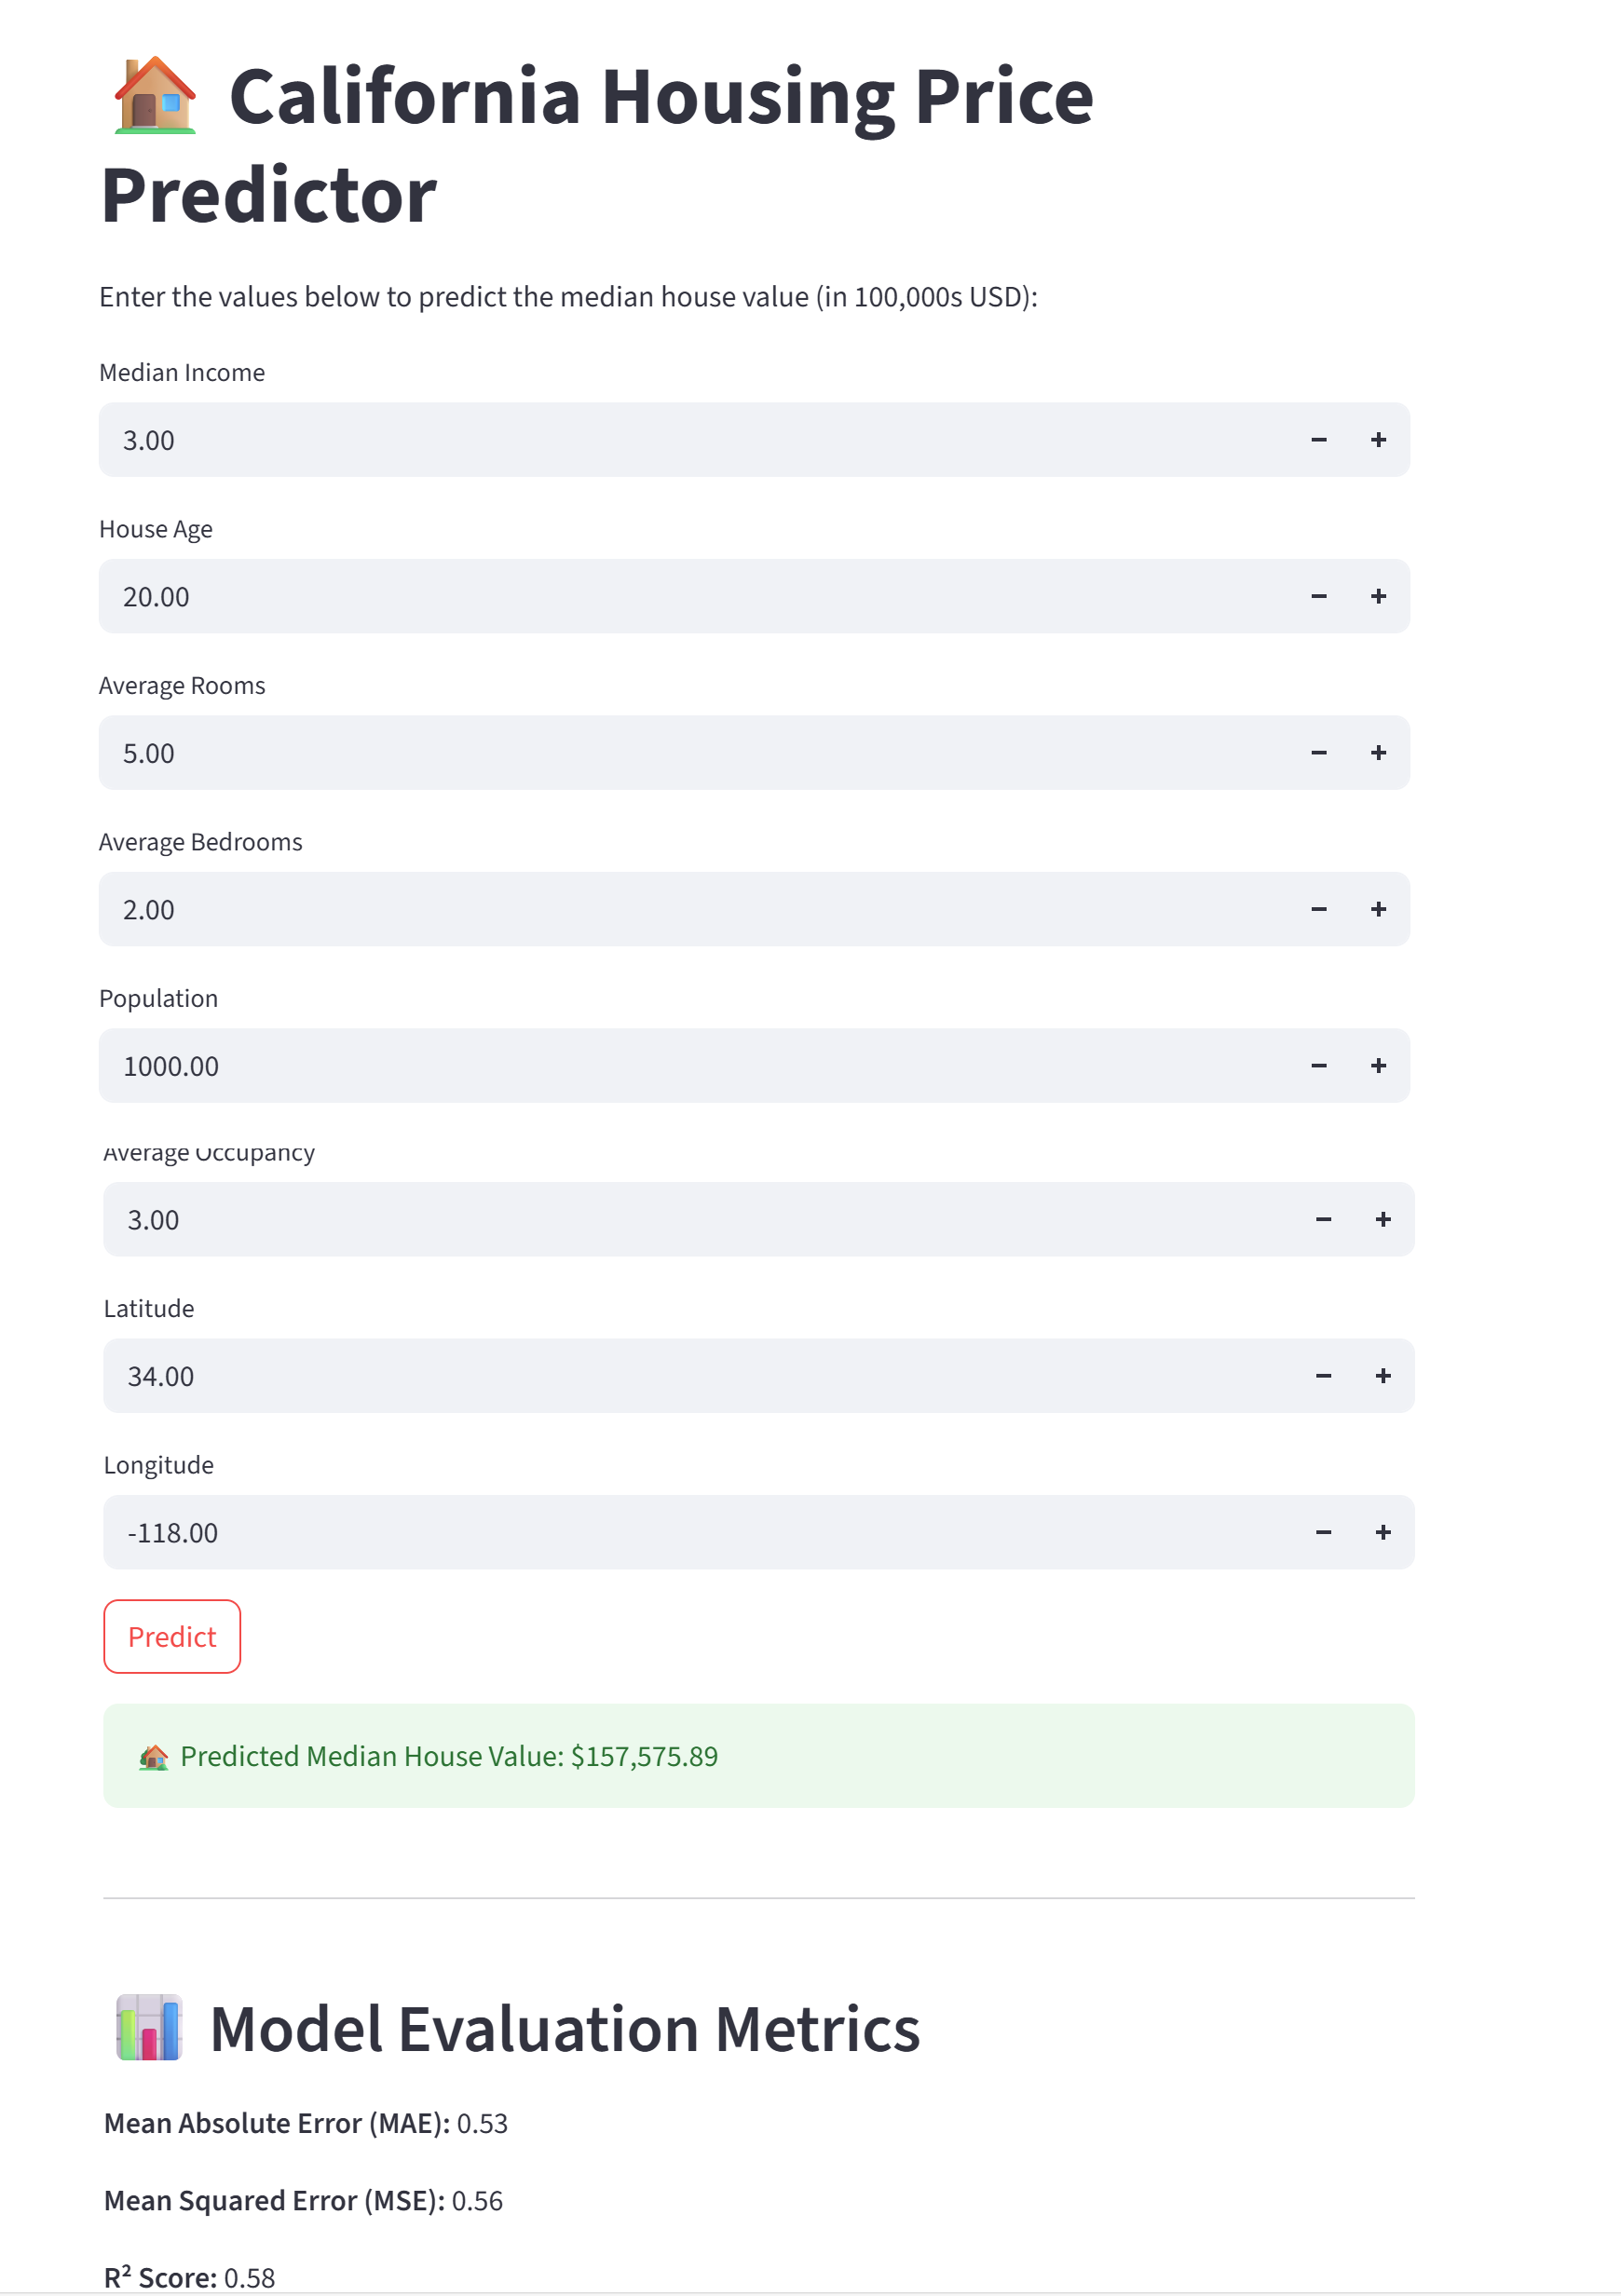 California Housing Price
Predictor
Enter the values below to predict the median house value (in 100,000s USD):
Median Income
3.00
House Age
20.00
Average Rooms
5.00
Average Bedrooms
2.00
Population
1000.00
Average Occupancy
3.00
Latitude
34.00
Longitude
-118.00
Predict
Predicted Median House Value: $157,575.89
Model Evaluation Metrics
Mean Absolute Error (MAE): 0.53
Mean Squared Error (MSE): 0.56
R² Score: 0.58